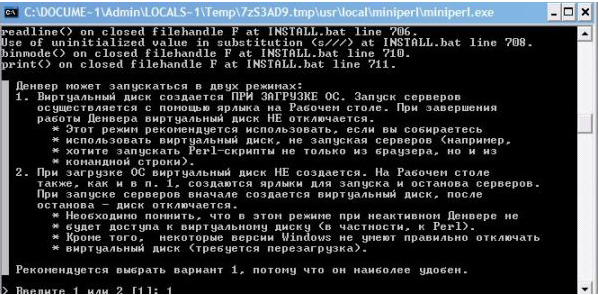 C:\DOCUME~1\Admin\LOCALS~1\Temp\7zS3AD9.tmp\usr\local\miniperl\miniperl.exe
readline() on closed filehandle F at INSTALL.bat line 706.
Use of uninitialized value in substitution (s///) at INSTALL.bat line 708.
binmode() on closed filehandle F at INSTALL.bat line 710.
print() on closed filehandle F at INSTALL.bat line 711.
Денвер может запускаться в двух режимах:
1. Виртуальный диск создается ПРИ ЗАГРУЗКЕ ОС. Запуск серверов
осуществляется с помощью ярлыка на Рабочем столе. При завершении
работы Денвера виртуальный диск НЕ отключается.
* Этот режим рекомендуется использовать, если вы собираетесь
* использовать виртуальный диск, не запуская серверов (например,
* хотите запускать Perl-скрипты не только из браузера, но и из
* командной строки).
2. При загрузке ОС виртуальный диск НЕ создается. На Рабочем столе
также, как и в п. 1, создаются ярлыки для запуска и останова серверов.
При запуске серверов вначале создается виртуальный диск, после
останова - диск отключается.
* Необходимо помнить, что в этом режиме при неактивном Денвере не
* будет доступа к виртуальному диску (в частности, к Perl).
* Кроме того, некоторые версии Windows не умеют правильно отключать
* виртуальный диск (требуется перезагрузка).
Рекомендуется выбрать вариант 1, потому что он наиболее удобен.
> Введите 1 или 2 [1]: 1